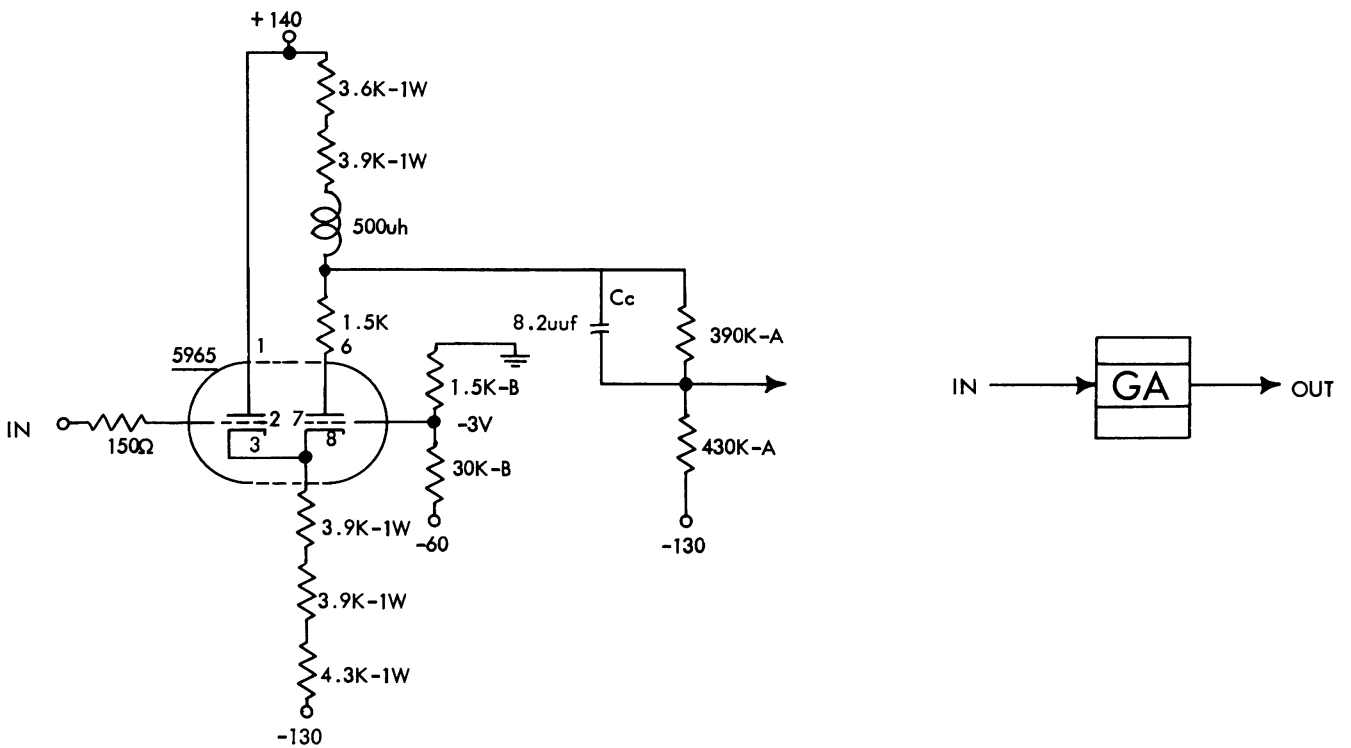 +140
3.6K-1W
3.9K-1W
500uh
Cc
8.2uuf
390K-A
1.5K
1
6
5965
1.5K-B
IN
150Ω
2
7
3
8
-3V
30K-B
430K-A
3.9K-1W
-60
-130
3.9K-1W
4.3K-1W
-130
IN
GA
OUT